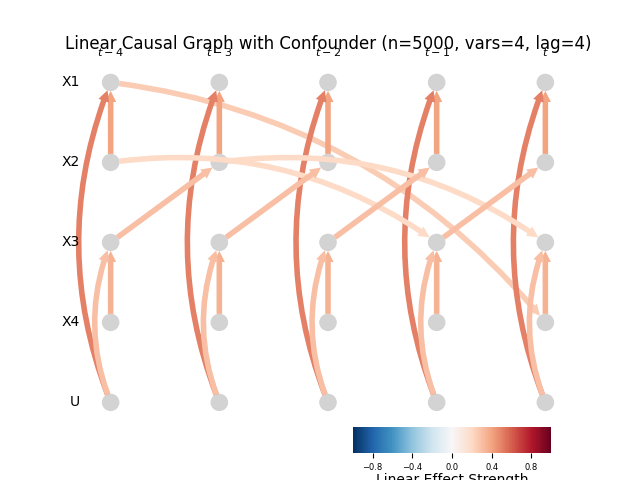 Linear Causal Graph with Confounder (n=5000, vars=4, lag=4)
t − 4 t − 3 t − 2 t − 1 t
X1
X2
X3
X4
U
−0.8 −0.4 0.0 0.4 0.8
Linear Effect Strength